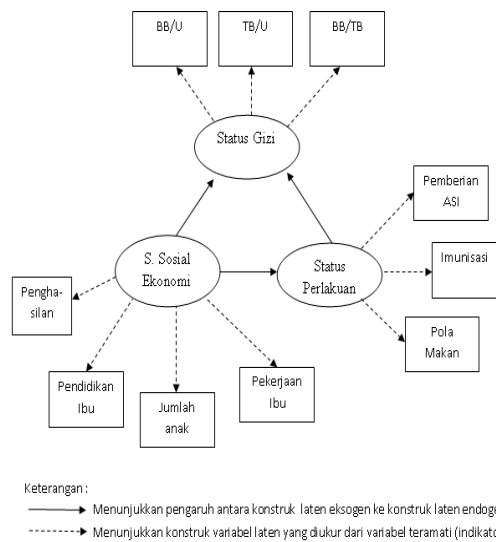 BB/U
TB/U
BB/TB
Status Gizi
Pemberian
ASI
S. Sosial
Ekonomi
Status
Perlakuan
Imunisasi
Pengha-
silan
Pola
Makan
Pendidikan
Ibu
Jumlah
anak
Pekerjaan
Ibu
Keterangan :
Menunjukkan pengaruh antara konstruk laten eksogen ke konstruk laten endoge
Menunjukkan konstruk variabel laten yang diukur dari variabel teramati (indikato